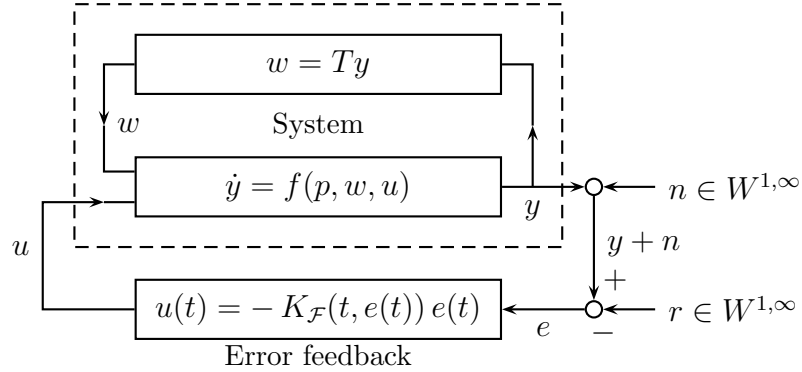 w = Ty
w
System
ẏ = f(p, w, u)
n ∈ W^{1,∞}
y
u
y + n
+
u(t) = − K_ℱ(t, e(t)) e(t)
r ∈ W^{1,∞}
e
−
Error feedback